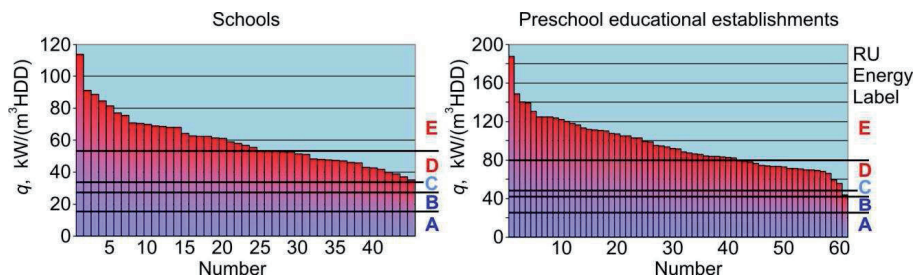 Schools
q, kW/(m³HDD)
120
100
80
60
40
20
0
E
D
C
B
A
5 10 15 20 25 30 35 40
Number
Preschool educational establishments
q, kW/(m³HDD)
200
160
120
80
40
0
RU
Energy
Label
E
D
C
B
A
10 20 30 40 50 60
Number